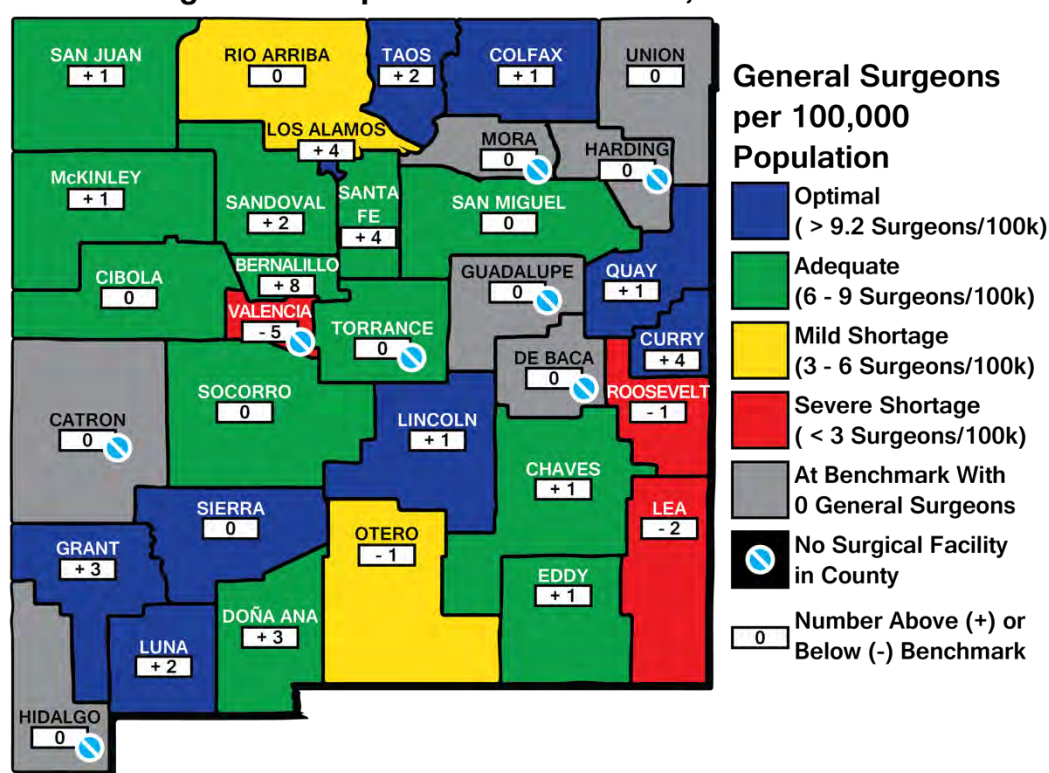 SAN JUAN
+ 1
RIO ARRIBA
0
TAOS
+ 2
COLFAX
+ 1
UNION
0
LOS ALAMOS
+ 4
MORA
0
HARDING
0
McKINLEY
+ 1
SANDOVAL
+ 2
SANTA
FE
+ 4
SAN MIGUEL
0
CIBOLA
0
BERNALILLO
+ 8
GUADALUPE
0
QUAY
+ 1
VALENCIA
- 5
TORRANCE
0
CURRY
+ 4
DE BACA
0
ROOSEVELT
- 1
CATRON
0
SOCORRO
0
LINCOLN
+ 1
CHAVES
+ 1
LEA
- 2
SIERRA
0
OTERO
- 1
GRANT
+ 3
EDDY
+ 1
DOÑA ANA
+ 3
LUNA
+ 2
HIDALGO
0
General Surgeons
per 100,000
Population
Optimal
( > 9.2 Surgeons/100k)
Adequate
(6 - 9 Surgeons/100k)
Mild Shortage
(3 - 6 Surgeons/100k)
Severe Shortage
( < 3 Surgeons/100k)
At Benchmark With
0 General Surgeons
No Surgical Facility
in County
0
Number Above (+) or
Below (-) Benchmark